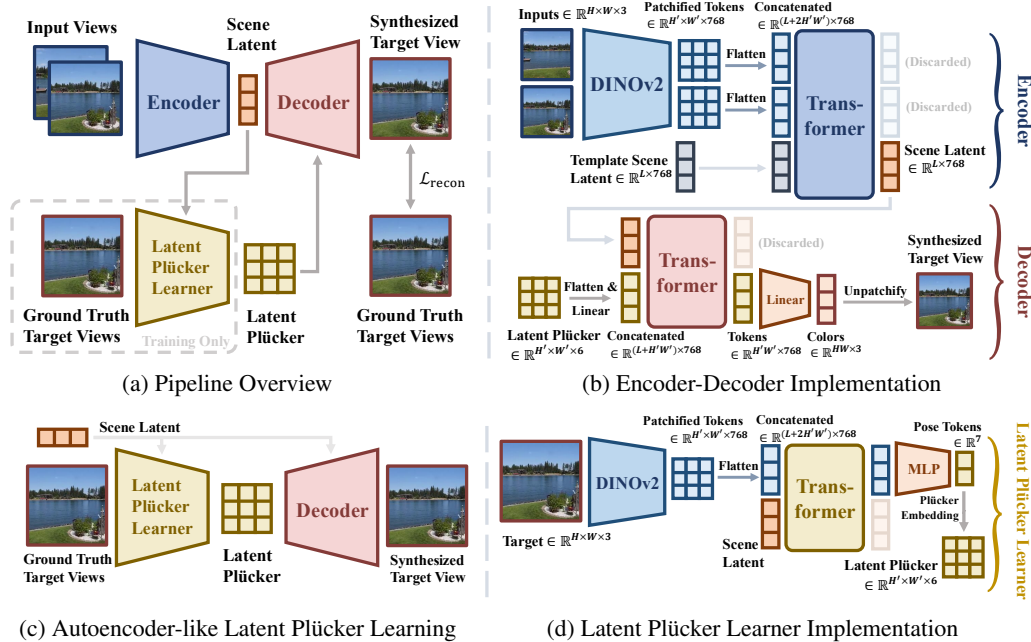 Input Views
Scene
Latent
Synthesized
Target View
Encoder
Decoder
ℒ_recon
Latent
Plücker
Learner
Ground Truth
Target Views
Training Only
Latent
Plücker
Ground Truth
Target Views
(a) Pipeline Overview
Inputs ∈ ℝ^{H×W×3}
Patchified Tokens
∈ ℝ^{H′×W′×768}
Concatenated
∈ ℝ^{(L+2H′W′)×768}
DINOv2
Flatten
Flatten
Trans-
former
(Discarded)
(Discarded)
Template Scene
Latent ∈ ℝ^{L×768}
Scene Latent
∈ ℝ^{L×768}
Encoder
Trans-
former
(Discarded)
Synthesized
Target View
Flatten &
Linear
Linear
Unpatchify
Latent Plücker
∈ ℝ^{H′×W′×6}
Concatenated
∈ ℝ^{(L+H′W′)×768}
Tokens
∈ ℝ^{H′W′×768}
Colors
∈ ℝ^{HW×3}
Decoder
(b) Encoder-Decoder Implementation
Scene Latent
Latent
Plücker
Learner
Decoder
Ground Truth
Target Views
Latent
Plücker
Synthesized
Target View
(c) Autoencoder-like Latent Plücker Learning
Patchified Tokens
∈ ℝ^{H′×W′×768}
Concatenated
∈ ℝ^{(L+2H′W′)×768}
Pose Tokens
∈ ℝ^7
DINOv2
Flatten
Trans-
former
MLP
Plücker
Embedding
Target ∈ ℝ^{H×W×3}
Scene
Latent
Latent Plücker
∈ ℝ^{H′×W′×6}
Latent Plücker Learner
(d) Latent Plücker Learner Implementation